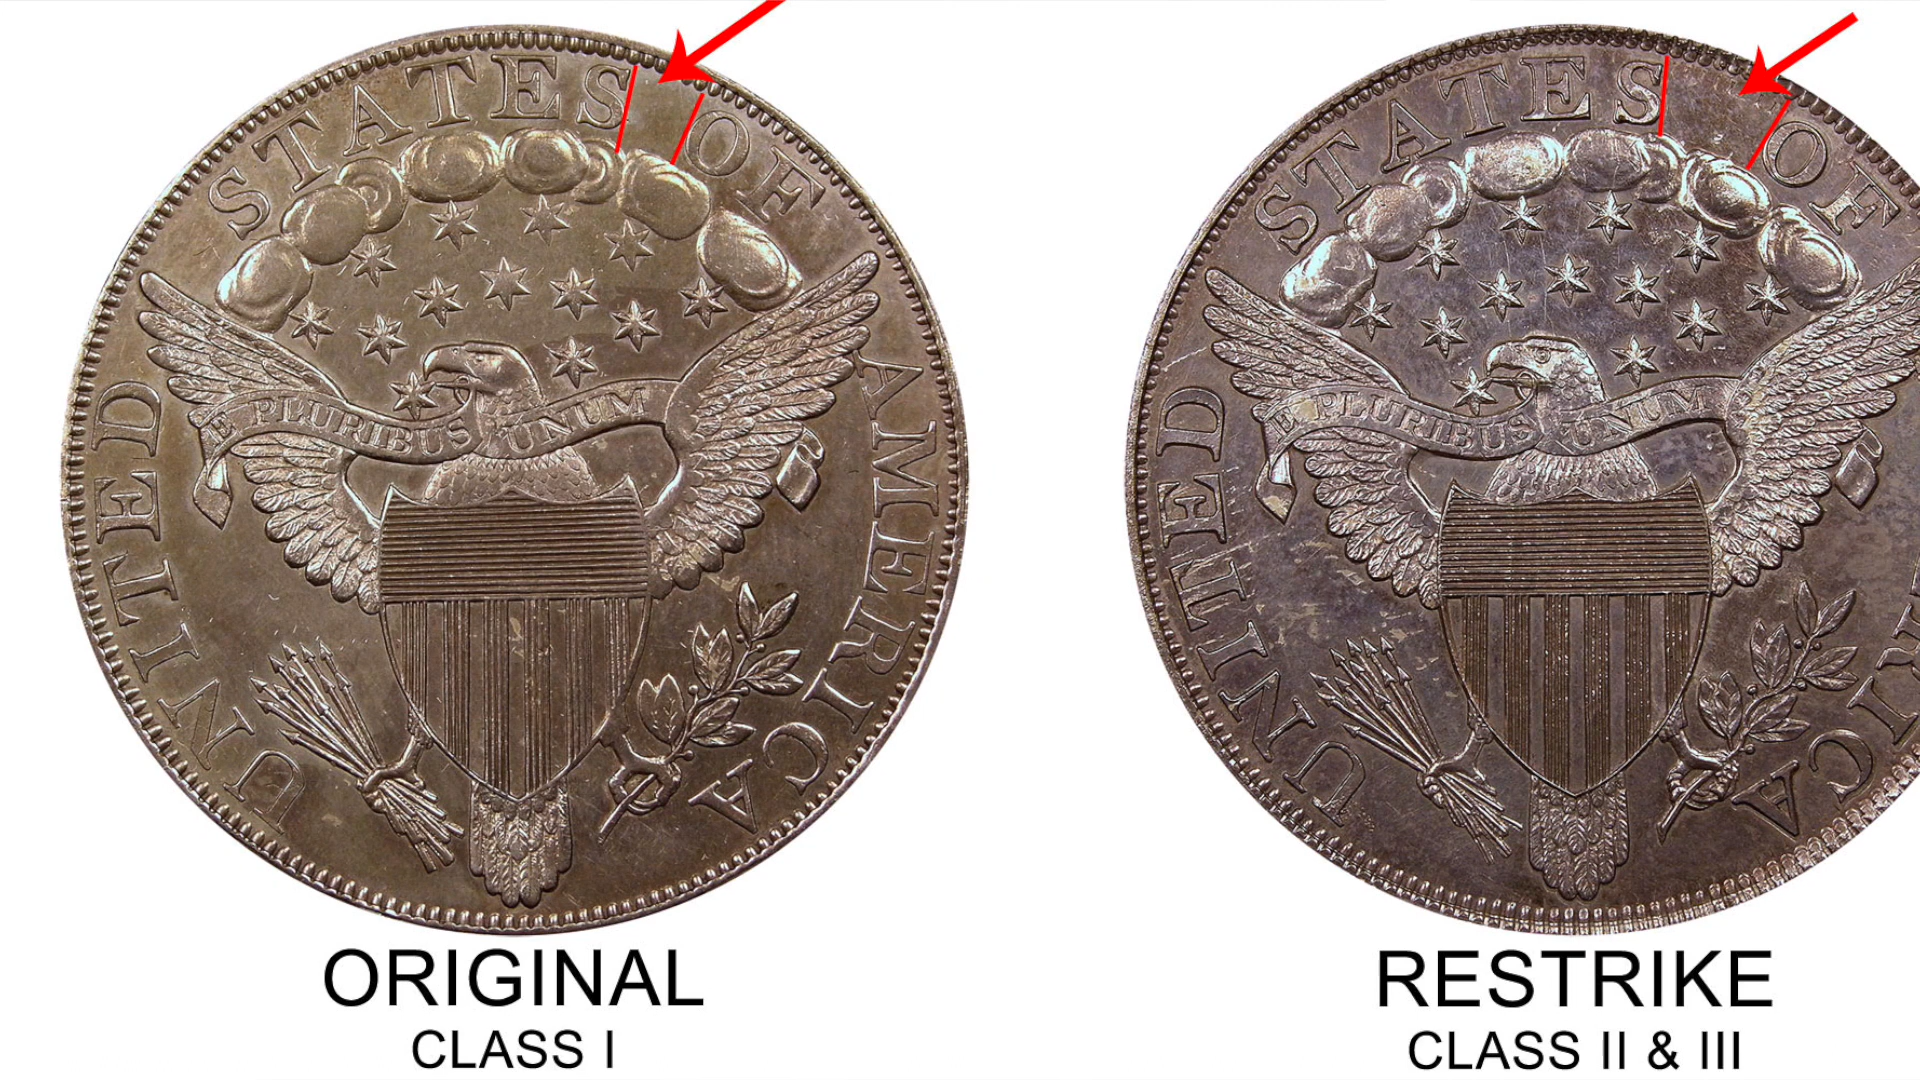 UNITED STATES OF AMERICA
E PLURIBUS UNUM
ORIGINAL
CLASS I
UNITED STATES OF RICA
E PLURIBUS UNUM
RESTRIKE
CLASS II & III